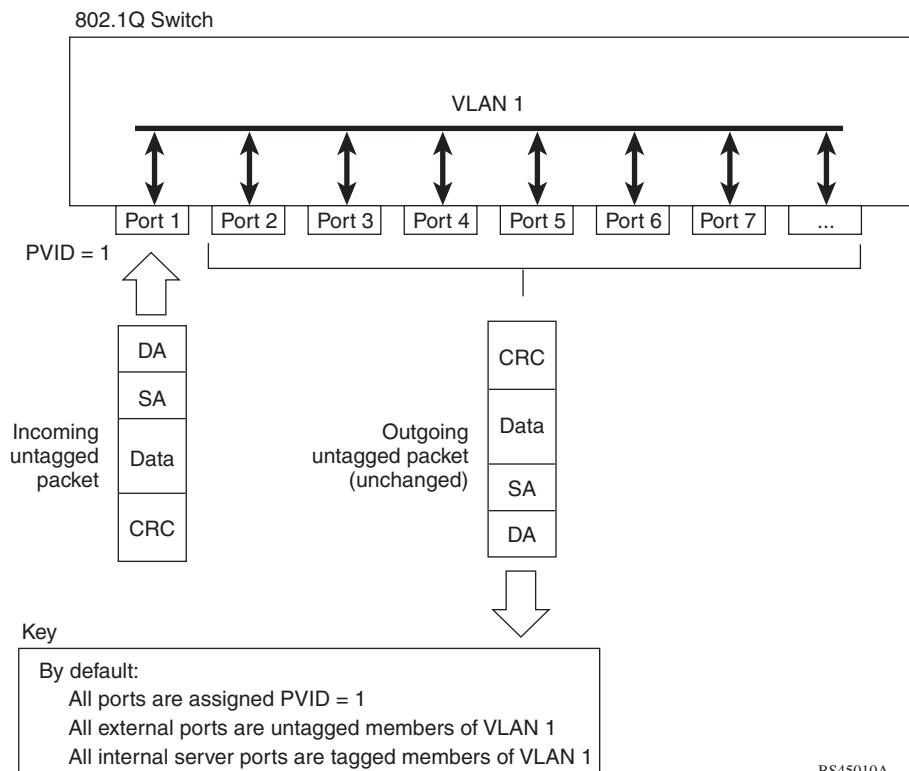 802.1Q Switch
VLAN 1
Port 1
Port 2
Port 3
Port 4
Port 5
Port 6
Port 7
...
PVID = 1
DA
SA
Data
CRC
Incoming
untagged
packet
Outgoing
untagged packet
(unchanged)
CRC
Data
SA
DA
Key
By default:
All ports are assigned PVID = 1
All external ports are untagged members of VLAN 1
All internal server ports are tagged members of VLAN 1
BS45010A